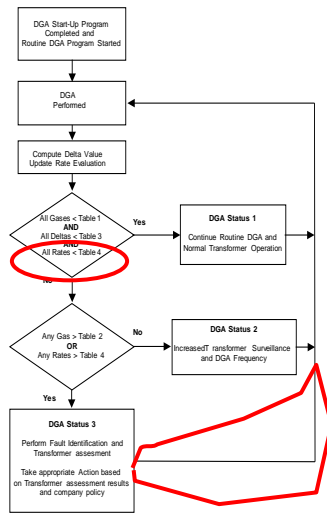 DGA Start-Up Program
Completed and
Routine DGA Program Started
DGA
Performed
Compute Delta Value
Update Rate Evaluation
All Gases < Table 1
AND
All Deltas < Table 3
AND
All Rates < Table 4
Yes
DGA Status 1
Continue Routine DGA and
Normal Transformer Operation
No
Any Gas > Table 2
OR
Any Rates > Table 4
No
DGA Status 2
IncreasedT ransformer Suneillance
and DGA Frequency
Yes
DGA Status 3
Perform Fault Identification and
Transformer assesment
Take appropriate Action based
on Transformer assessment results
and company policy